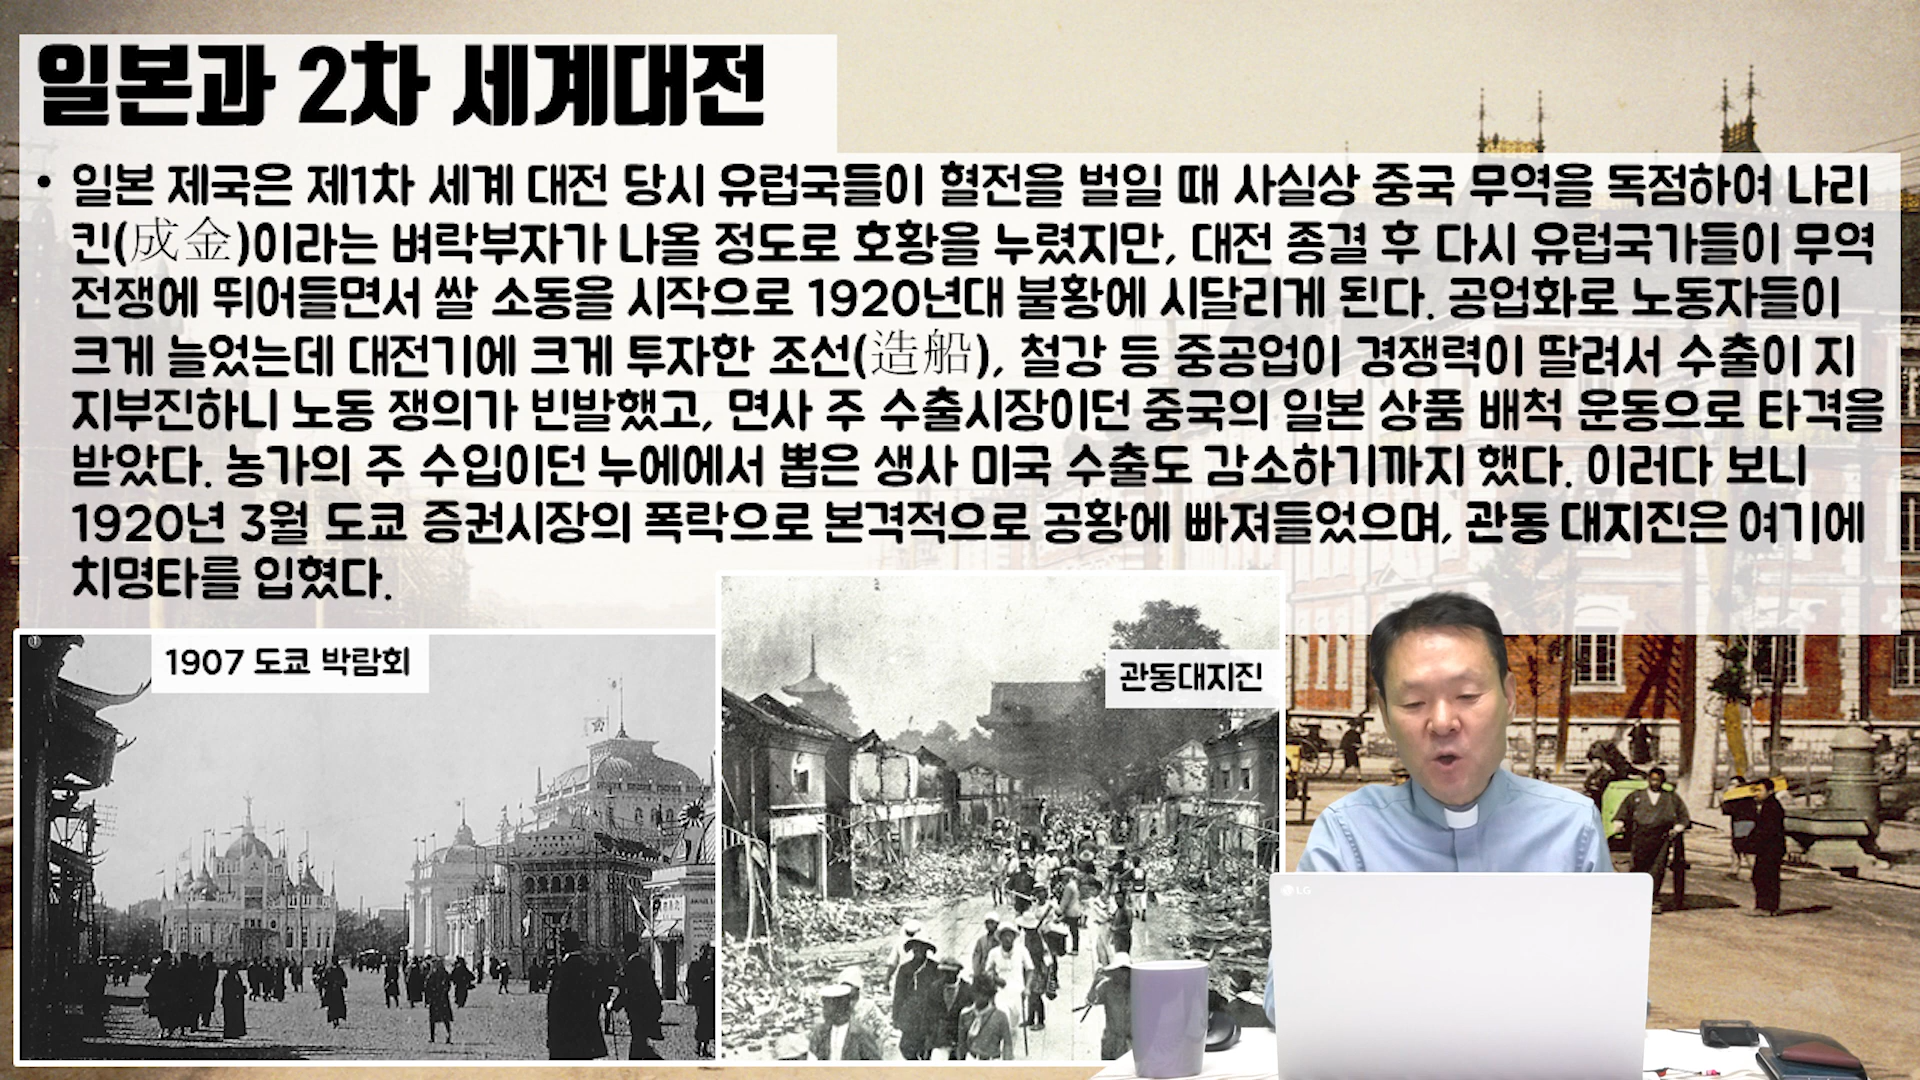 일본과 2차 세계대전
• 일본 제국은 제1차 세계 대전 당시 유럽국들이 혈전을 벌일 때 사실상 중국 무역을 독점하여 나리
킨(成金)이라는 벼락부자가 나올 정도로 호황을 누렸지만, 대전 종결 후 다시 유럽국가들이 무역
전쟁에 뛰어들면서 쌀 소동을 시작으로 1920년대 불황에 시달리게 된다. 공업화로 노동자들이
크게 늘었는데 대전기에 크게 투자한 조선(造船), 철강 등 중공업이 경쟁력이 딸려서 수출이 지
지부진하니 노동 쟁의가 빈발했고, 면사 주 수출시장이던 중국의 일본 상품 배척 운동으로 타격을
받았다. 농가의 주 수입이던 누에에서 뽑은 생사 미국 수출도 감소하기까지 했다. 이러다 보니
1920년 3월 도쿄 증권시장의 폭락으로 본격적으로 공황에 빠져들었으며, 관동 대지진은 여기에
치명타를 입혔다.
1907 도쿄 박람회
관동대지진
LG